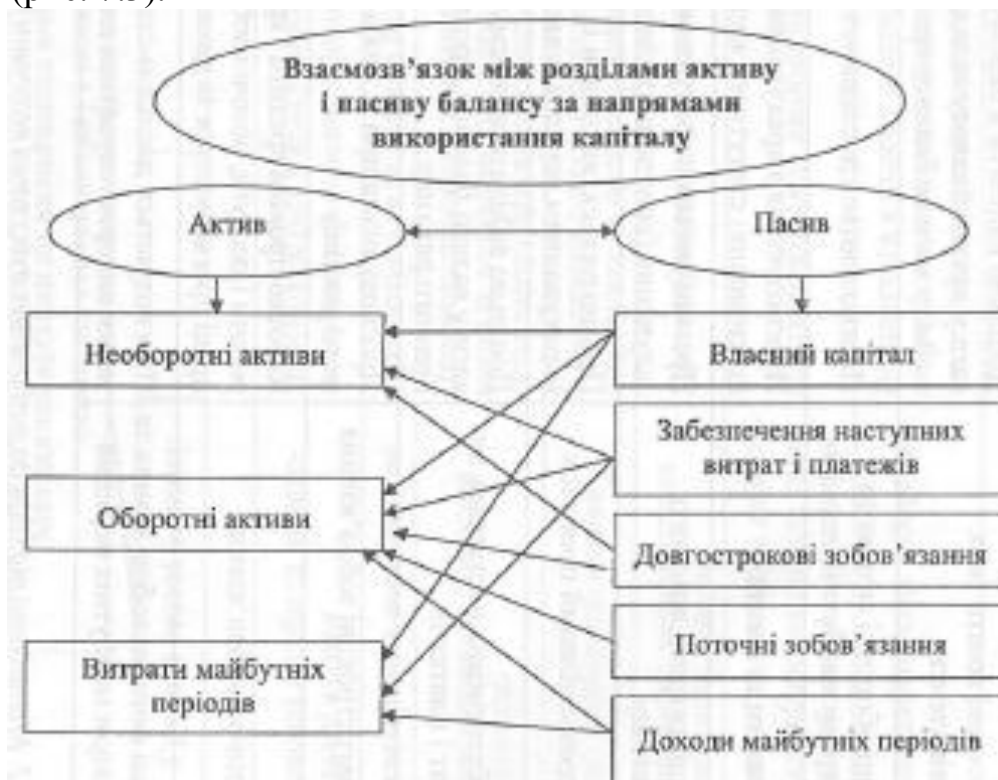 Взаємозв’язок між розділами активу
і пасиву балансу за напрямами
використання капіталу
Актив
Пасив
Необоротні активи
Власний капітал
Забезпечення наступних
витрат і платежів
Оборотні активи
Довгострокові зобов’язання
Поточні зобов’язання
Витрати майбутніх
періодів
Доходи майбутніх періодів